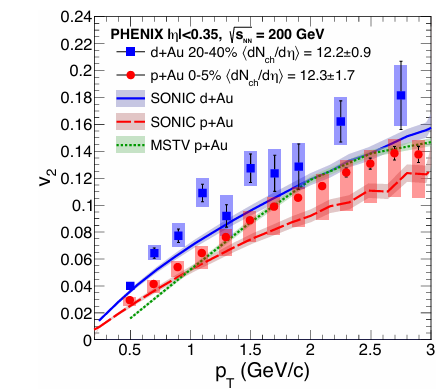 PHENIX |η|<0.35, √s_NN = 200 GeV
d+Au 20-40% ⟨dN_ch/dη⟩ = 12.2±0.9
p+Au 0-5% ⟨dN_ch/dη⟩ = 12.3±1.7
SONIC d+Au
SONIC p+Au
MSTV p+Au
v_2
0.24
0.22
0.2
0.18
0.16
0.14
0.12
0.1
0.08
0.06
0.04
0.02
0
0.5 1 1.5 2 2.5 3
p_T (GeV/c)